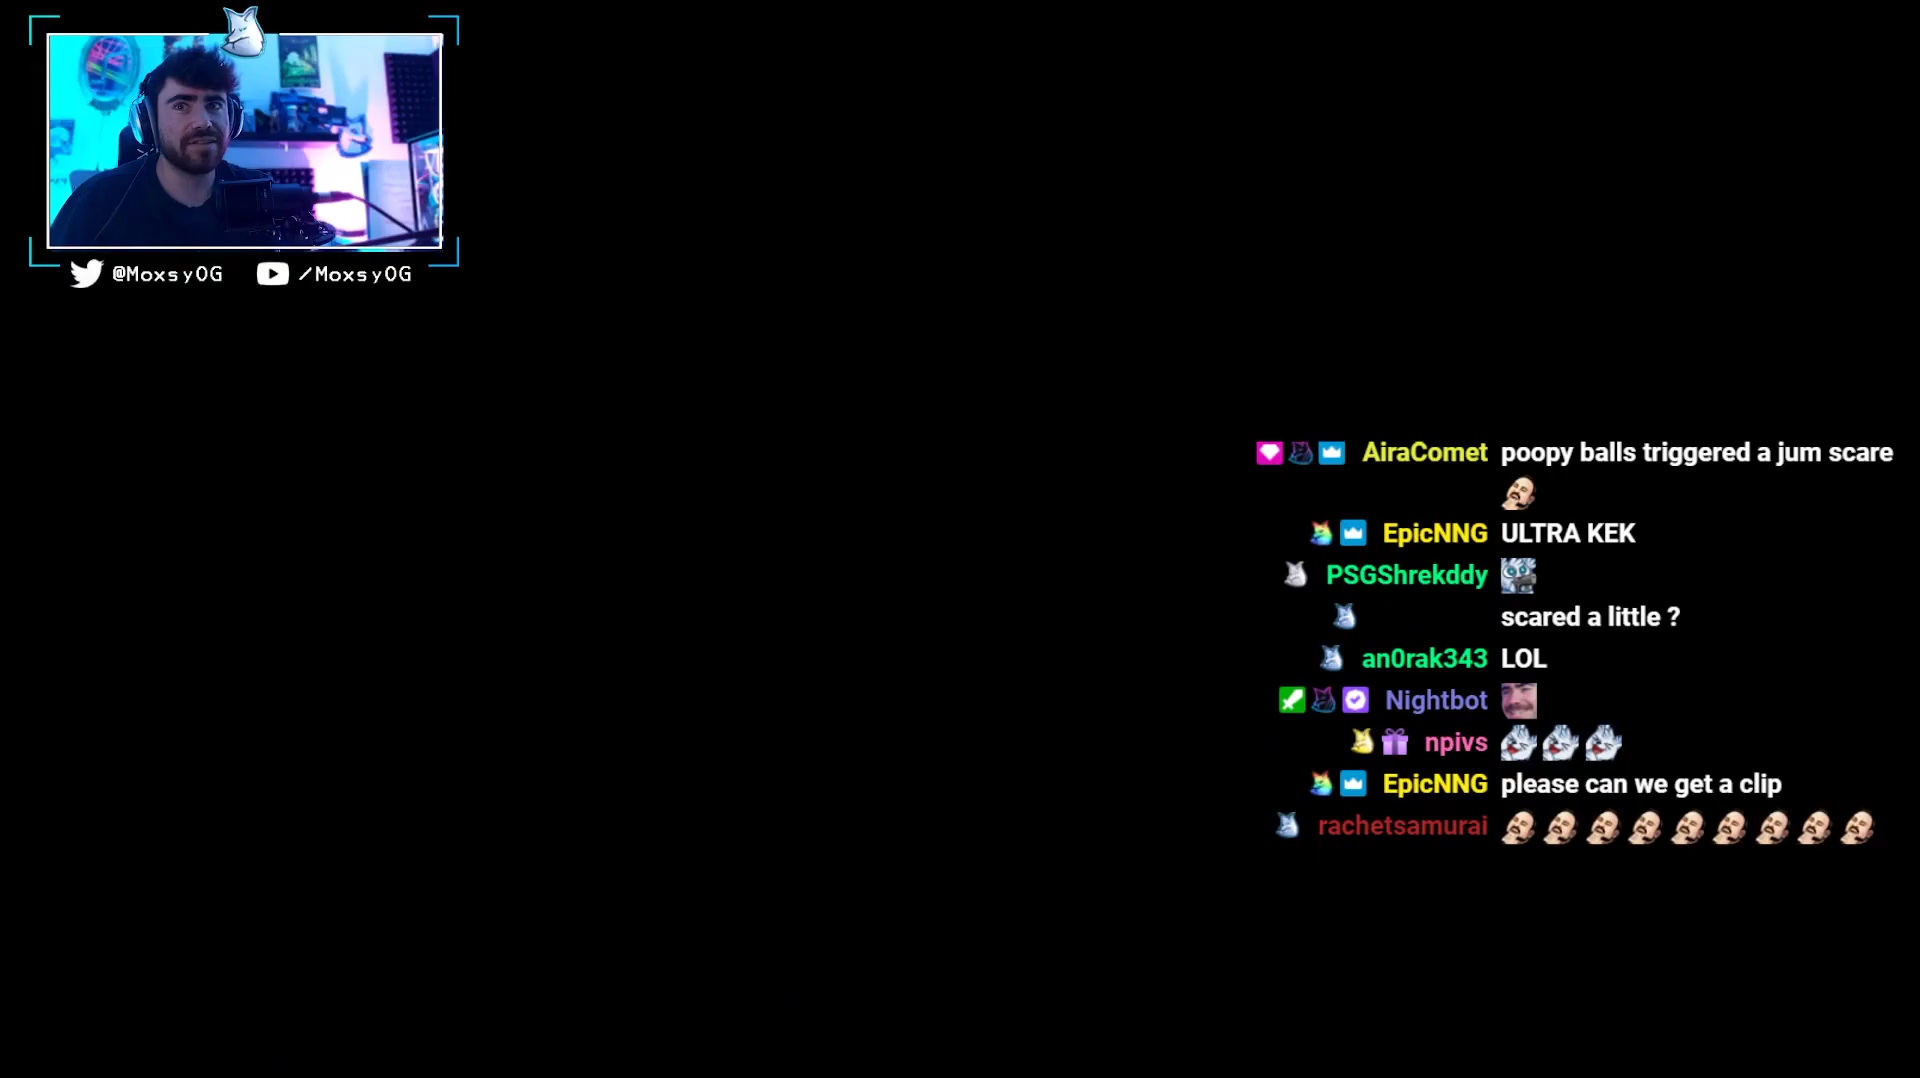 @MoxsyOG /MoxsyOG
AiraComet poopy balls triggered a jum scare
EpicNNG ULTRA KEK
PSGShrekddy
scared a little ?
an0rak343 LOL
Nightbot
npivs
EpicNNG please can we get a clip
rachetsamurai